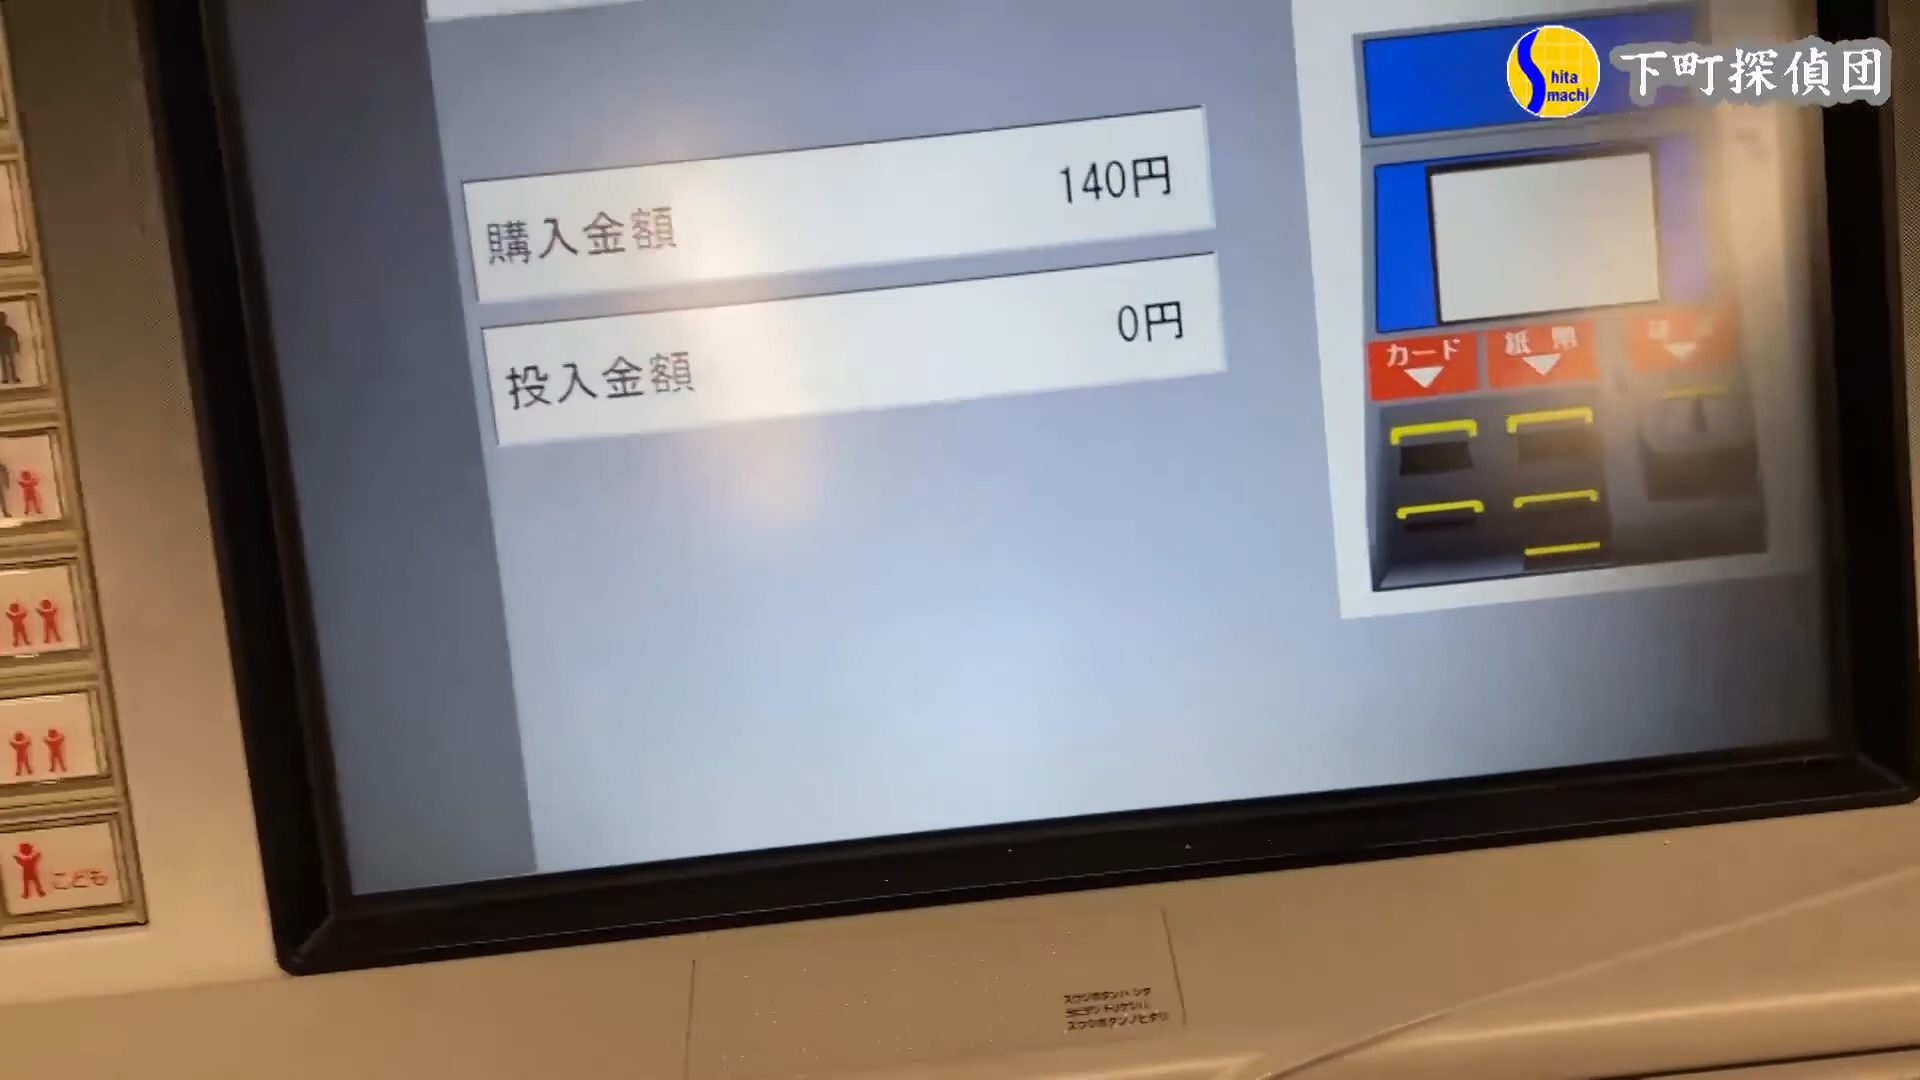 Shita
machi
下町探偵団
購入金額 140円
投入金額 0円
カード 紙幣
こども